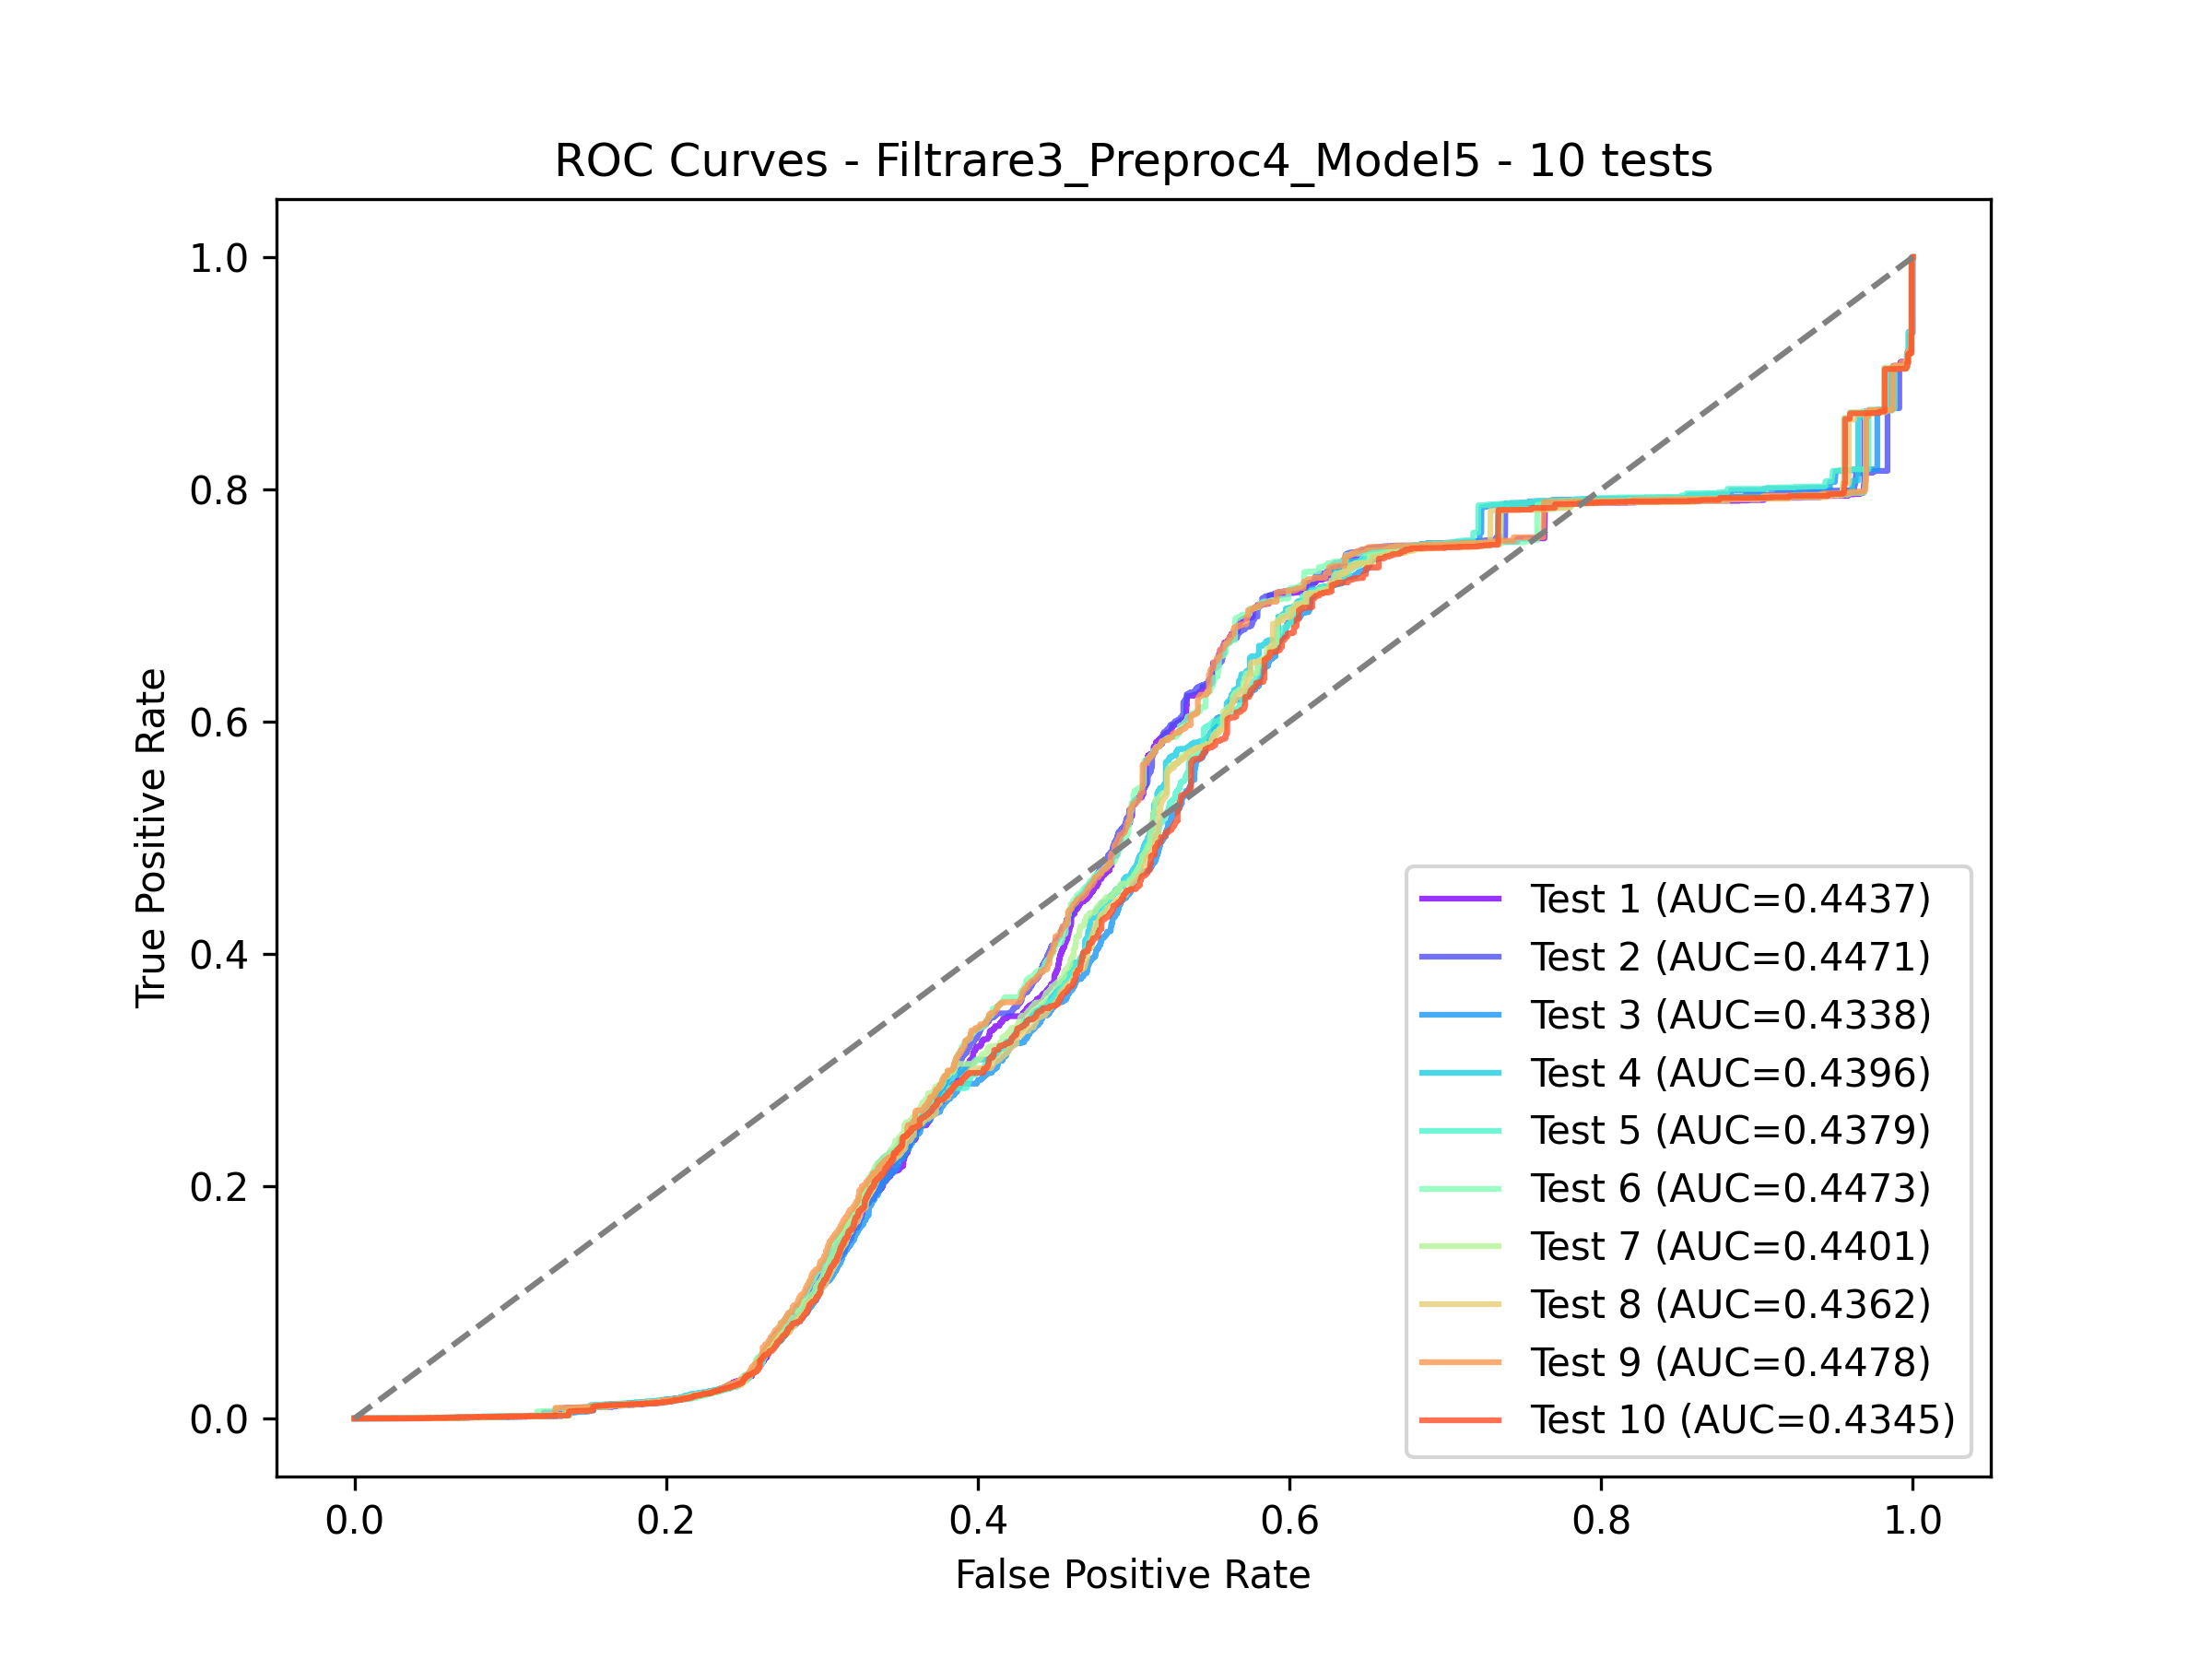 ROC Curves - Filtrare3_Preproc4_Model5 - 10 tests
True Positive Rate
1.0
0.8
0.6
0.4
0.2
0.0
Test 1 (AUC=0.4437)
Test 2 (AUC=0.4471)
Test 3 (AUC=0.4338)
Test 4 (AUC=0.4396)
Test 5 (AUC=0.4379)
Test 6 (AUC=0.4473)
Test 7 (AUC=0.4401)
Test 8 (AUC=0.4362)
Test 9 (AUC=0.4478)
Test 10 (AUC=0.4345)
0.0 0.2 0.4 0.6 0.8 1.0
False Positive Rate